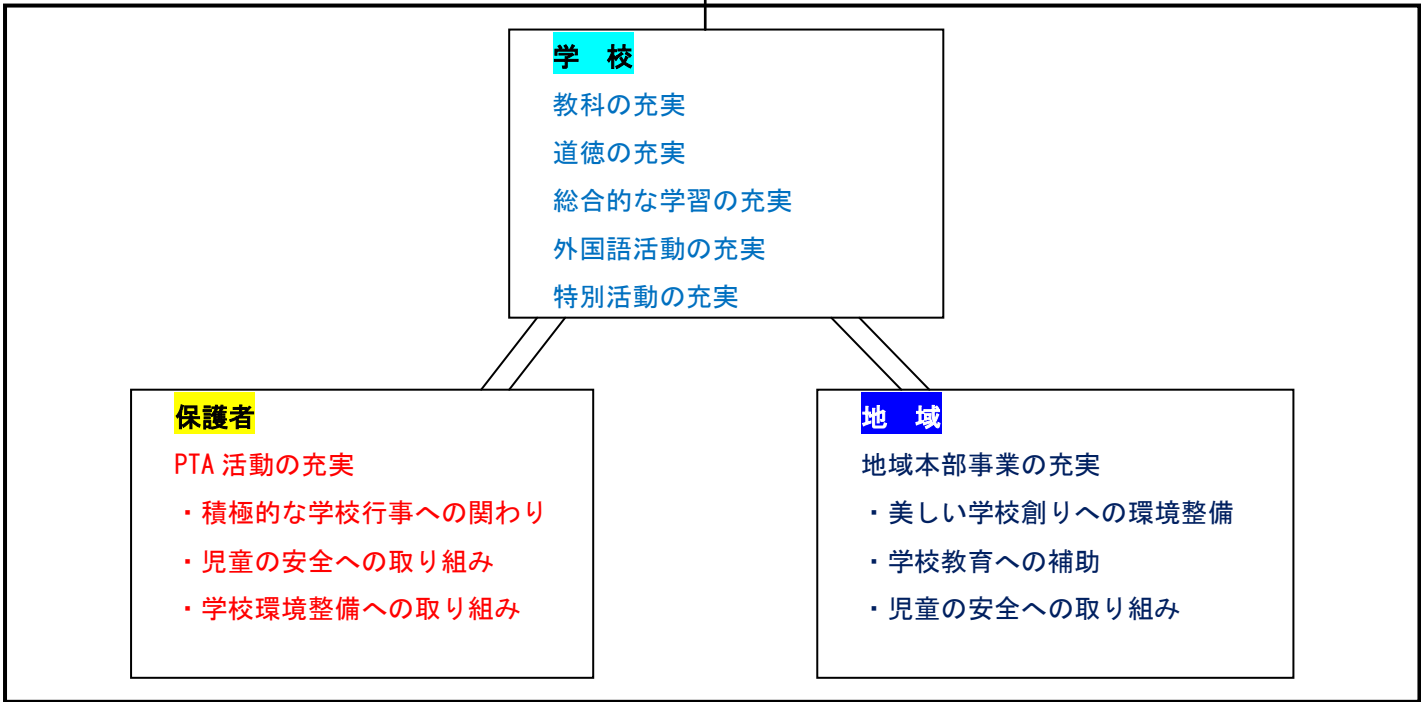 学　校
教科の充実
道徳の充実
総合的な学習の充実
外国語活動の充実
特別活動の充実
保護者
PTA 活動の充実
・積極的な学校行事への関わり
・児童の安全への取り組み
・学校環境整備への取り組み
地　域
地域本部事業の充実
・美しい学校創りへの環境整備
・学校教育への補助
・児童の安全への取り組み